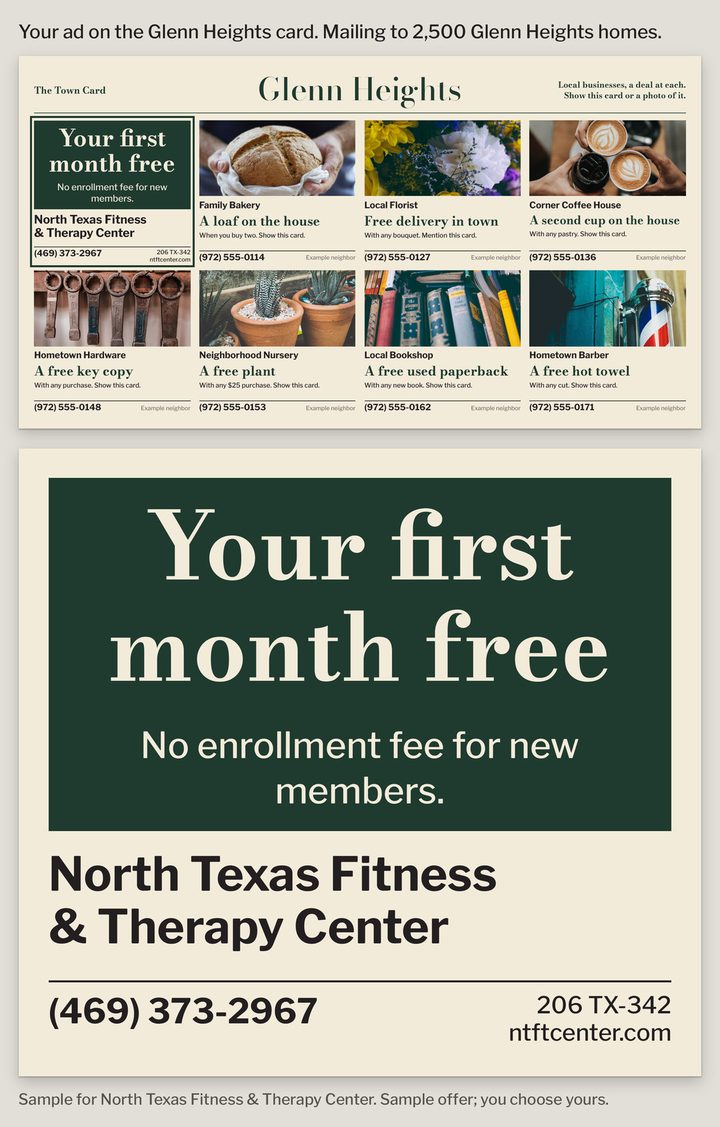 Your ad on the Glenn Heights card. Mailing to 2,500 Glenn Heights homes.
The Town Card
Glenn Heights
Local businesses, a deal at each.
Show this card or a photo of it.
Your first
month free
No enrollment fee for new
members.
North Texas Fitness
& Therapy Center
(469) 373-2967
206 TX-342
ntftcenter.com
Family Bakery
A loaf on the house
When you buy two. Show this card.
(972) 555-0114
Example neighbor
Local Florist
Free delivery in town
With any bouquet. Mention this card.
(972) 555-0127
Example neighbor
Corner Coffee House
A second cup on the house
With any pastry. Show this card.
(972) 555-0136
Example neighbor
Hometown Hardware
A free key copy
With any purchase. Show this card.
(972) 555-0148
Example neighbor
Neighborhood Nursery
A free plant
With any $25 purchase. Show this card.
(972) 555-0153
Example neighbor
Local Bookshop
A free used paperback
With any new book. Show this card.
(972) 555-0162
Example neighbor
Hometown Barber
A free hot towel
With any cut. Show this card.
(972) 555-0171
Example neighbor
Your first
month free
No enrollment fee for new
members.
North Texas Fitness
& Therapy Center
(469) 373-2967
206 TX-342
ntftcenter.com
Sample for North Texas Fitness & Therapy Center. Sample offer; you choose yours.